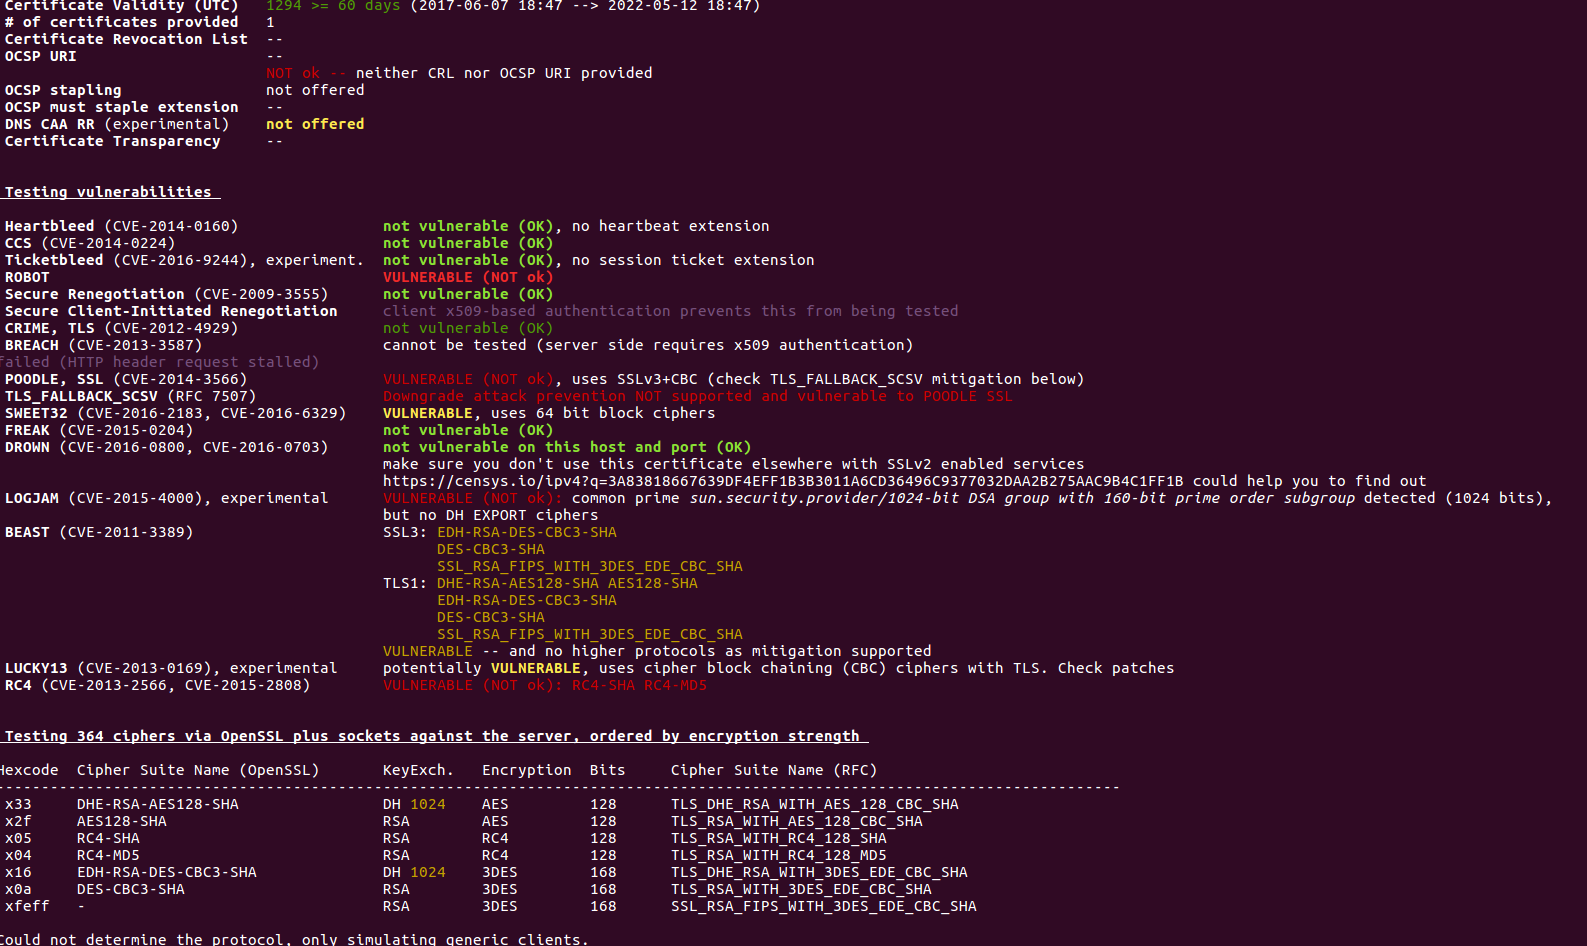 Certificate Validity (UTC)   1294 >= 60 days (2017-06-07 18:47 --> 2022-05-12 18:47)
# of certificates provided   1
Certificate Revocation List  --
OCSP URI                     --
NOT ok -- neither CRL nor OCSP URI provided
OCSP stapling                not offered
OCSP must staple extension   --
DNS CAA RR (experimental)    not offered
Certificate Transparency     --
Testing vulnerabilities
Heartbleed (CVE-2014-0160)                not vulnerable (OK), no heartbeat extension
CCS (CVE-2014-0224)                       not vulnerable (OK)
Ticketbleed (CVE-2016-9244), experiment.  not vulnerable (OK), no session ticket extension
ROBOT                                     VULNERABLE (NOT ok)
Secure Renegotiation (CVE-2009-3555)      not vulnerable (OK)
Secure Client-Initiated Renegotiation     client x509-based authentication prevents this from being tested
CRIME, TLS (CVE-2012-4929)                not vulnerable (OK)
BREACH (CVE-2013-3587)                    cannot be tested (server side requires x509 authentication)
failed (HTTP header request stalled)
POODLE, SSL (CVE-2014-3566)               VULNERABLE (NOT ok), uses SSLv3+CBC (check TLS_FALLBACK_SCSV mitigation below)
TLS_FALLBACK_SCSV (RFC 7507)              Downgrade attack prevention NOT supported and vulnerable to POODLE SSL
SWEET32 (CVE-2016-2183, CVE-2016-6329)    VULNERABLE, uses 64 bit block ciphers
FREAK (CVE-2015-0204)                     not vulnerable (OK)
DROWN (CVE-2016-0800, CVE-2016-0703)      not vulnerable on this host and port (OK)
make sure you don't use this certificate elsewhere with SSLv2 enabled services
https://censys.io/ipv4?q=3A83818667639DF4EFF1B3B3011A6CD36496C9377032DAA2B275AAC9B4C1FF1B could help you to find out
LOGJAM (CVE-2015-4000), experimental      VULNERABLE (NOT ok): common prime sun.security.provider/1024-bit DSA group with 160-bit prime order subgroup detected (1024 bits),
but no DH EXPORT ciphers
BEAST (CVE-2011-3389)                     SSL3: EDH-RSA-DES-CBC3-SHA
DES-CBC3-SHA
SSL_RSA_FIPS_WITH_3DES_EDE_CBC_SHA
TLS1: DHE-RSA-AES128-SHA AES128-SHA
EDH-RSA-DES-CBC3-SHA
DES-CBC3-SHA
SSL_RSA_FIPS_WITH_3DES_EDE_CBC_SHA
VULNERABLE -- and no higher protocols as mitigation supported
LUCKY13 (CVE-2013-0169), experimental     potentially VULNERABLE, uses cipher block chaining (CBC) ciphers with TLS. Check patches
RC4 (CVE-2013-2566, CVE-2015-2808)        VULNERABLE (NOT ok): RC4-SHA RC4-MD5
Testing 364 ciphers via OpenSSL plus sockets against the server, ordered by encryption strength
Hexcode  Cipher Suite Name (OpenSSL)       KeyExch.   Encryption  Bits     Cipher Suite Name (RFC)
----------------------------------------------------------------------------------------------------------------------------
x33     DHE-RSA-AES128-SHA                DH 1024    AES         128      TLS_DHE_RSA_WITH_AES_128_CBC_SHA
x2f     AES128-SHA                        RSA        AES         128      TLS_RSA_WITH_AES_128_CBC_SHA
x05     RC4-SHA                           RSA        RC4         128      TLS_RSA_WITH_RC4_128_SHA
x04     RC4-MD5                           RSA        RC4         128      TLS_RSA_WITH_RC4_128_MD5
x16     EDH-RSA-DES-CBC3-SHA              DH 1024    3DES        168      TLS_DHE_RSA_WITH_3DES_EDE_CBC_SHA
x0a     DES-CBC3-SHA                      RSA        3DES        168      TLS_RSA_WITH_3DES_EDE_CBC_SHA
xfeff   -                                 RSA        3DES        168      SSL_RSA_FIPS_WITH_3DES_EDE_CBC_SHA
Could not determine the protocol, only simulating generic clients.